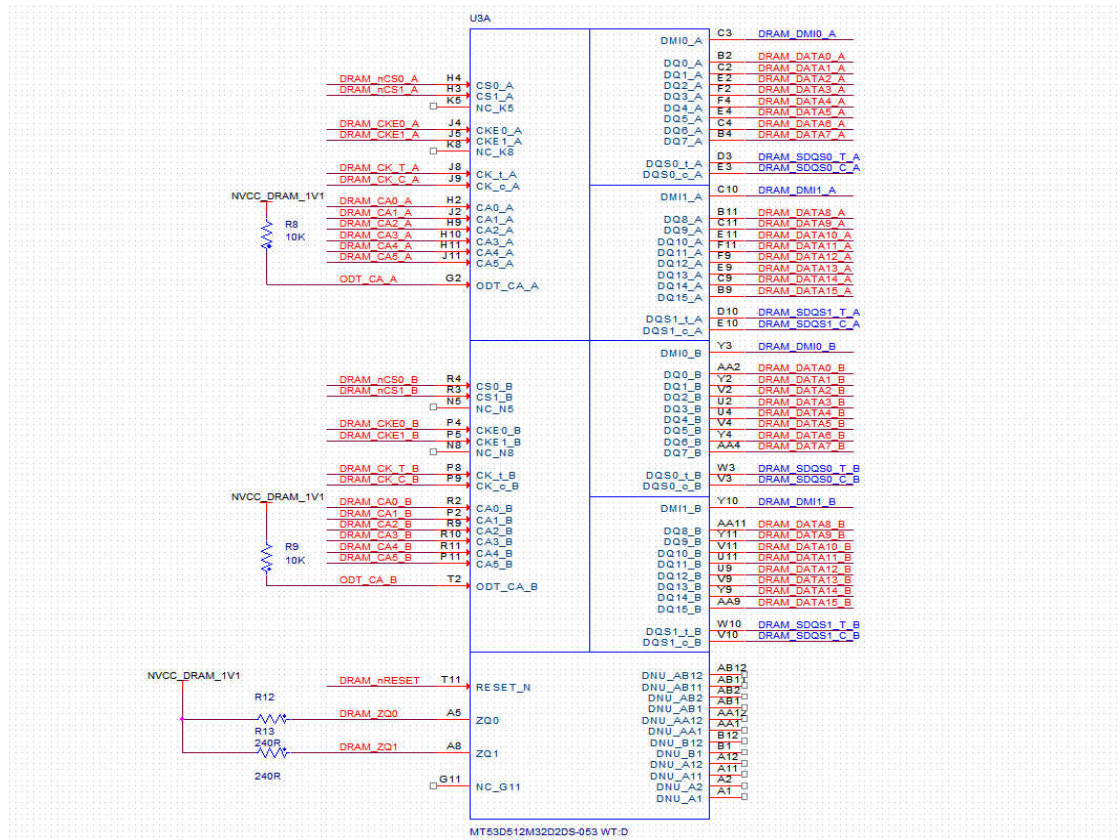 U3A
DMI0_A C3 DRAM_DMI0_A
DQ0_A B2 DRAM_DATA0_A
DQ1_A C2 DRAM_DATA1_A
DRAM_nCS0_A H4 CS0_A DQ2_A E2 DRAM_DATA2_A
DRAM_nCS1_A H3 CS1_A DQ3_A F2 DRAM_DATA3_A
K5 NC_K5 DQ4_A F4 DRAM_DATA4_A
DQ5_A E4 DRAM_DATA5_A
DRAM_CKE0_A J4 CKE0_A DQ6_A C4 DRAM_DATA6_A
DRAM_CKE1_A J5 CKE1_A DQ7_A B4 DRAM_DATA7_A
K8 NC_K8
DQS0_t_A D3 DRAM_SDQS0_T_A
DRAM_CK_T_A J8 CK_t_A DQS0_c_A E3 DRAM_SDQS0_C_A
DRAM_CK_C_A J9 CK_c_A
NVCC_DRAM_1V1 DMI1_A C10 DRAM_DMI1_A
DRAM_CA0_A H2 CA0_A
DRAM_CA1_A J2 CA1_A DQ8_A B11 DRAM_DATA8_A
R8 DRAM_CA2_A H9 CA2_A DQ9_A C11 DRAM_DATA9_A
10K DRAM_CA3_A H10 CA3_A DQ10_A E11 DRAM_DATA10_A
DRAM_CA4_A H11 CA4_A DQ11_A F11 DRAM_DATA11_A
DRAM_CA5_A J11 CA5_A DQ12_A F9 DRAM_DATA12_A
DQ13_A E9 DRAM_DATA13_A
ODT_CA_A G2 ODT_CA_A DQ14_A C9 DRAM_DATA14_A
DQ15_A B9 DRAM_DATA15_A
DQS1_t_A D10 DRAM_SDQS1_T_A
DQS1_c_A E10 DRAM_SDQS1_C_A
DMI0_B Y3 DRAM_DMI0_B
DQ0_B AA2 DRAM_DATA0_B
DRAM_nCS0_B R4 CS0_B DQ1_B Y2 DRAM_DATA1_B
DRAM_nCS1_B R3 CS1_B DQ2_B V2 DRAM_DATA2_B
N5 NC_N5 DQ3_B U2 DRAM_DATA3_B
DQ4_B U4 DRAM_DATA4_B
DRAM_CKE0_B P4 CKE0_B DQ5_B V4 DRAM_DATA5_B
DRAM_CKE1_B P5 CKE1_B DQ6_B Y4 DRAM_DATA6_B
N8 NC_N8 DQ7_B AA4 DRAM_DATA7_B
DRAM_CK_T_B P8 CK_t_B DQS0_t_B W3 DRAM_SDQS0_T_B
DRAM_CK_C_B P9 CK_c_B DQS0_c_B V3 DRAM_SDQS0_C_B
NVCC_DRAM_1V1
DRAM_CA0_B R2 CA0_B DMI1_B Y10 DRAM_DMI1_B
DRAM_CA1_B P2 CA1_B
DRAM_CA2_B R9 CA2_B DQ8_B AA11 DRAM_DATA8_B
DRAM_CA3_B R10 CA3_B DQ9_B Y11 DRAM_DATA9_B
R9 DRAM_CA4_B R11 CA4_B DQ10_B V11 DRAM_DATA10_B
10K DRAM_CA5_B P11 CA5_B DQ11_B U11 DRAM_DATA11_B
DQ12_B U9 DRAM_DATA12_B
ODT_CA_B T2 ODT_CA_B DQ13_B V9 DRAM_DATA13_B
DQ14_B Y9 DRAM_DATA14_B
DQ15_B AA9 DRAM_DATA15_B
DQS1_t_B W10 DRAM_SDQS1_T_B
DQS1_c_B V10 DRAM_SDQS1_C_B
NVCC_DRAM_1V1 DNU_AB12 AB12
DRAM_nRESET T11 RESET_N DNU_AB11 AB11
R12 DNU_AB2 AB2
DNU_AB1 AB1
DRAM_ZQ0 A5 ZQ0 DNU_AA12 AA12
R13 DNU_AA1 AA1
240R DNU_B12 B12
DRAM_ZQ1 A8 ZQ1 DNU_B1 B1
DNU_A12 A12
240R DNU_A11 A11
G11 NC_G11 DNU_A2 A2
DNU_A1 A1
MT53D512M32D2DS-053 WT:D